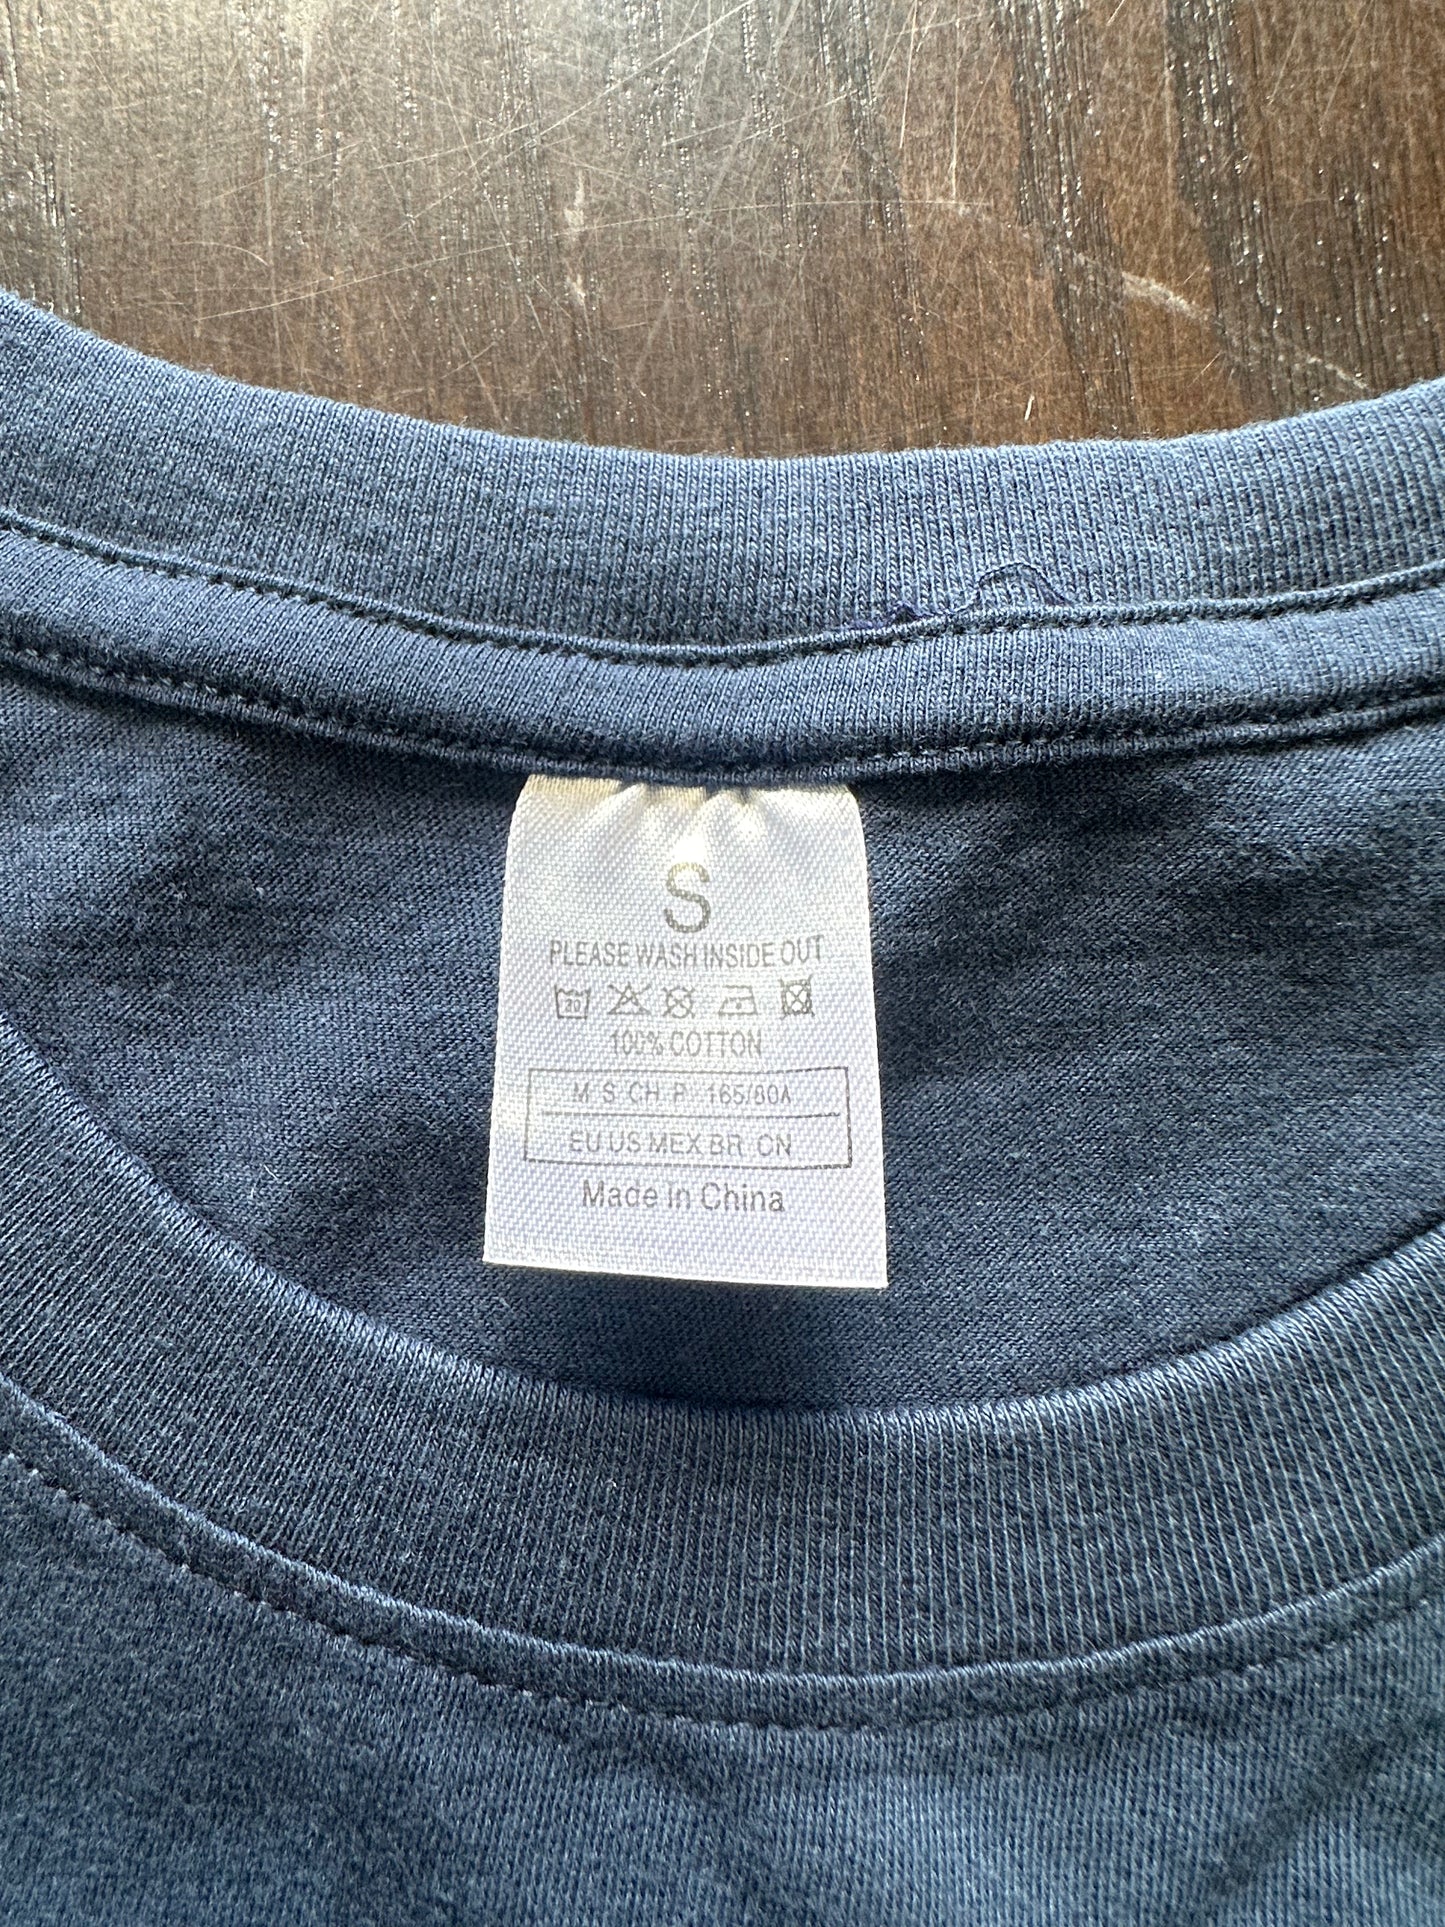 S
PLEASE WASH INSIDE OUT
100% COTTON
M S CH P 165/80A
EU US MEX BR CN
Made In China